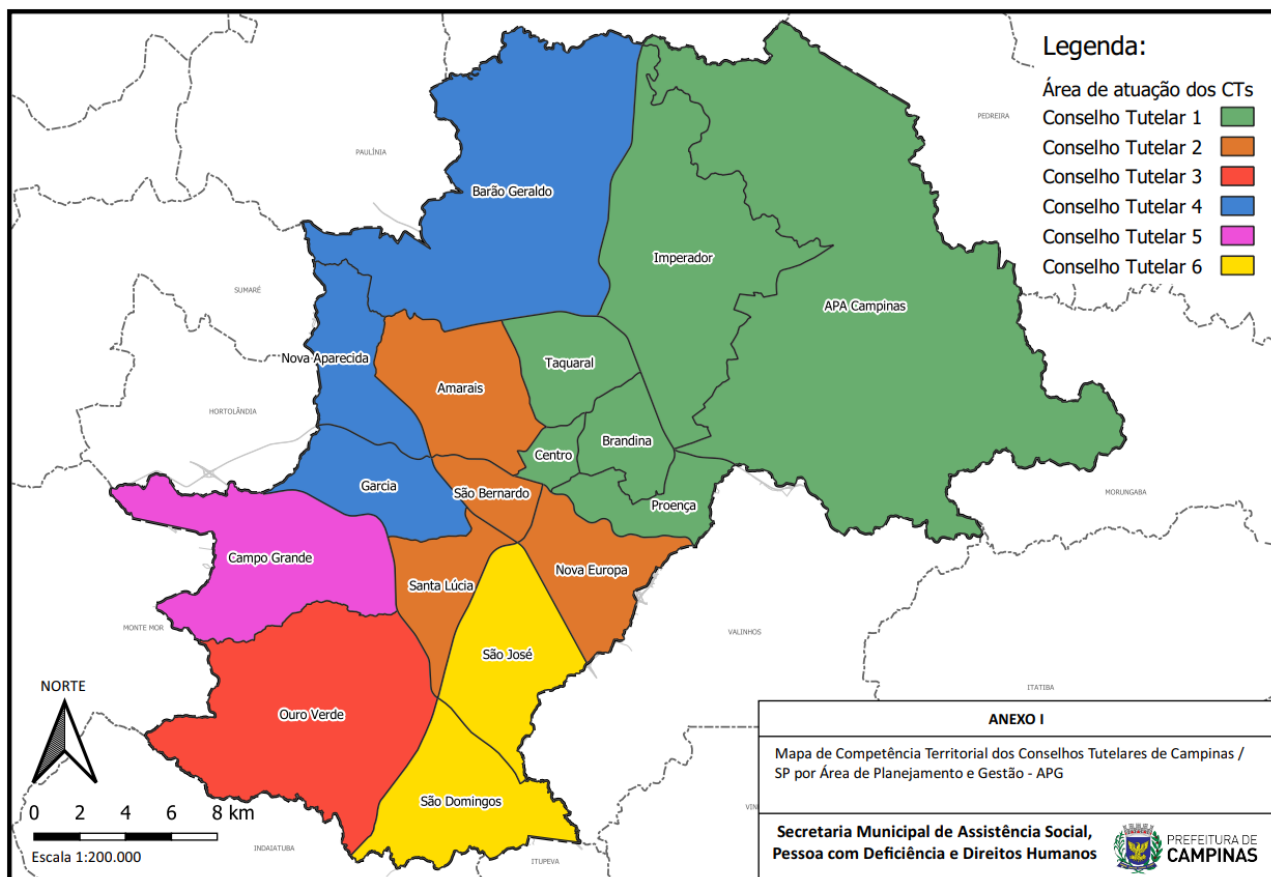 Legenda:
Área de atuação dos CTs
Conselho Tutelar 1
Conselho Tutelar 2
Conselho Tutelar 3
Conselho Tutelar 4
Conselho Tutelar 5
Conselho Tutelar 6
PEDREIRA
PAULÍNIA
Barão Geraldo
Imperador
SUMARÉ
APA Campinas
Nova Aparecida
Taquaral
Amarais
HORTOLÂNDIA
Brandina
Centro
Garcia
São Bernardo
MORUNGABA
Proença
Campo Grande
Nova Europa
Santa Lúcia
MONTE MOR
VALINHOS
São José
ITATIBA
NORTE
Ouro Verde
São Domingos
0 2 4 6 8 km
Escala 1:200.000
INDAIATUBA
ITUPEVA
VIN
ANEXO I
Mapa de Competência Territorial dos Conselhos Tutelares de Campinas /
SP por Área de Planejamento e Gestão - APG
Secretaria Municipal de Assistência Social,
Pessoa com Deficiência e Direitos Humanos
PREFEITURA DE
CAMPINAS